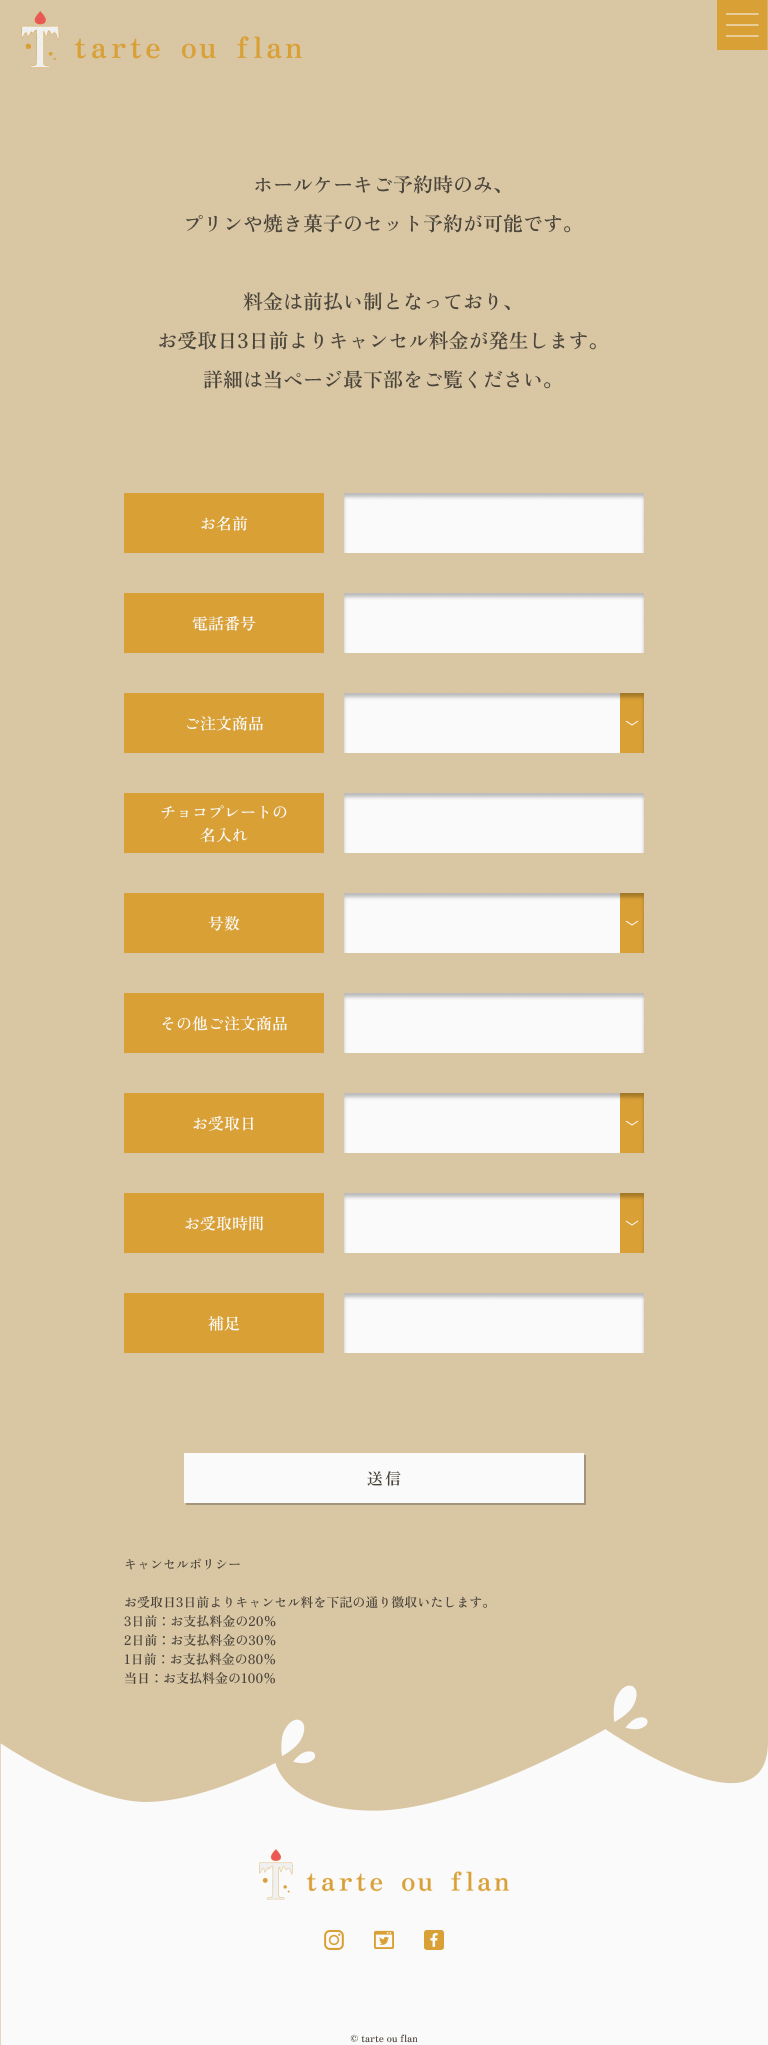 tarte ou flan
ホールケーキご予約時のみ、
プリンや焼き菓子のセット予約が可能です。
料金は前払い制となっており、
お受取日3日前よりキャンセル料金が発生します。
詳細は当ページ最下部をご覧ください。
お名前
電話番号
ご注文商品
チョコプレートの
名入れ
号数
その他ご注文商品
お受取日
お受取時間
補足
送信
キャンセルポリシー
お受取日3日前よりキャンセル料を下記の通り徴収いたします。
3日前：お支払料金の20%
2日前：お支払料金の30%
1日前：お支払料金の80%
当日：お支払料金の100%
tarte ou flan
© tarte ou flan